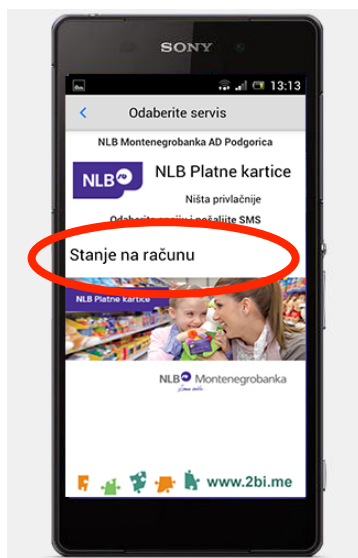 SONY
13:13
Odaberite servis
NLB Montenegrobanka AD Podgorica
NLB
NLB Platne kartice
Ništa privlačnije
Odaberite opciju i pošaljite SMS
Stanje na računu
NLB Platne kartice
NLB Montenegrobanka
www.2bi.me